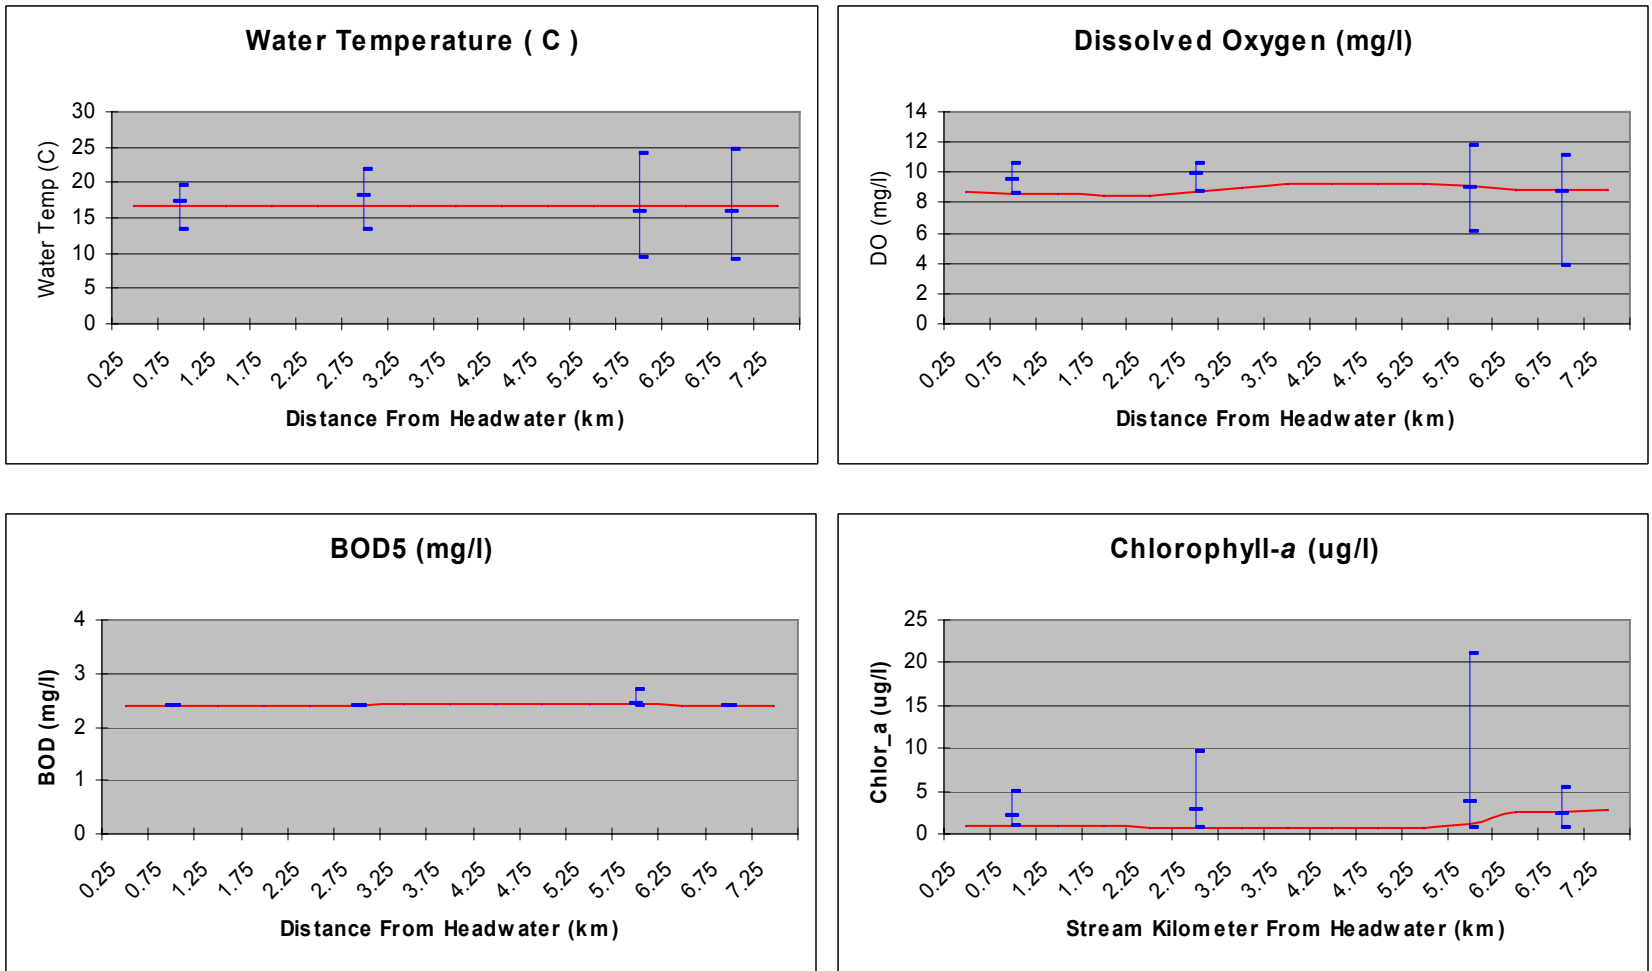 Water Temperature ( C )
30
25
20
15
10
5
0
Water Temp (C)
0.25 0.75 1.25 1.75 2.25 2.75 3.25 3.75 4.25 4.75 5.25 5.75 6.25 6.75 7.25
Distance From Headwater (km)
Dissolved Oxygen (mg/l)
14
12
10
8
6
4
2
0
DO (mg/l)
0.25 0.75 1.25 1.75 2.25 2.75 3.25 3.75 4.25 4.75 5.25 5.75 6.25 6.75 7.25
Distance From Headwater (km)
BOD5 (mg/l)
4
3
2
1
0
BOD (mg/l)
0.25 0.75 1.25 1.75 2.25 2.75 3.25 3.75 4.25 4.75 5.25 5.75 6.25 6.75 7.25
Distance From Headwater (km)
Chlorophyll-a (ug/l)
25
20
15
10
5
0
Chlor_a (ug/l)
0.25 0.75 1.25 1.75 2.25 2.75 3.25 3.75 4.25 4.75 5.25 5.75 6.25 6.75 7.25
Stream Kilometer From Headwater (km)